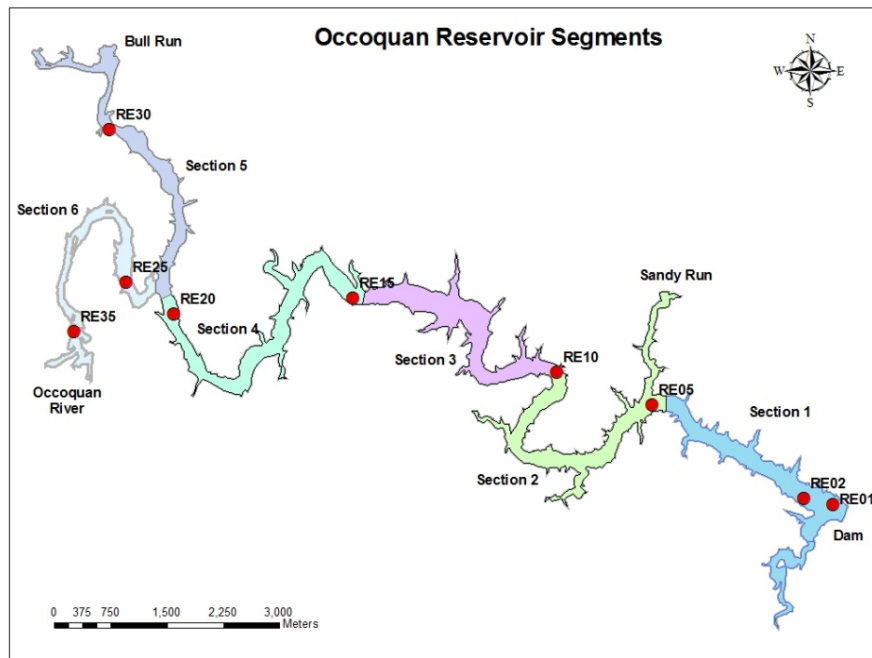 Occoquan Reservoir Segments
Bull Run
N
W
E
S
RE30
Section 5
Section 6
RE25
RE20
RE15
Sandy Run
RE35
Section 4
Section 3
RE10
Occoquan
River
RE05
Section 1
Section 2
RE02
RE01
Dam
0 375 750 1,500 2,250 3,000
Meters